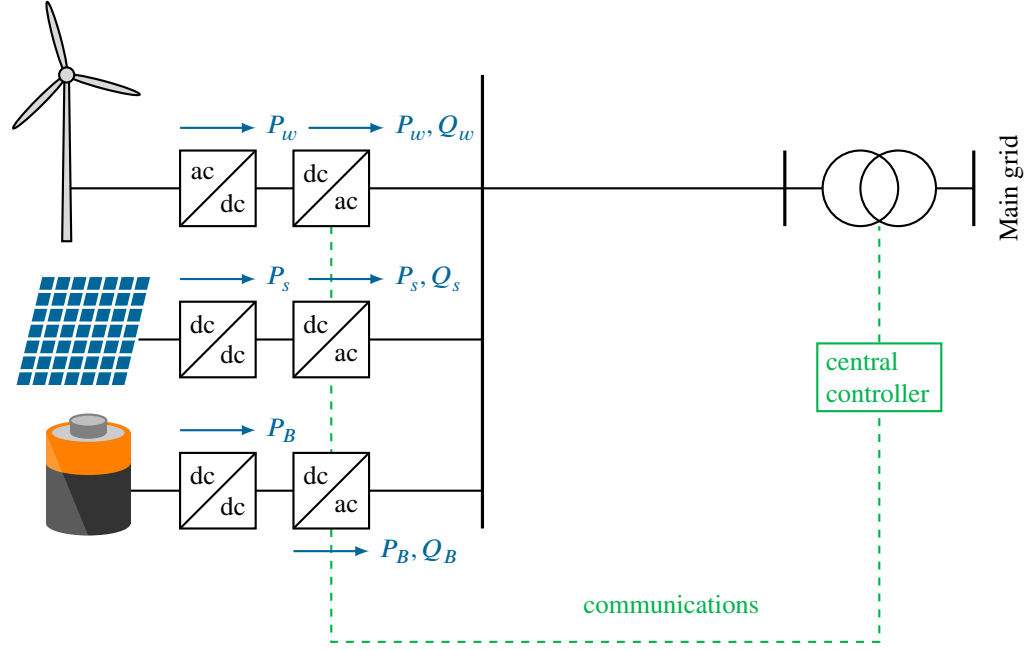 P_w
P_w, Q_w
ac
dc
dc
ac
Main grid
P_s
P_s, Q_s
dc
dc
dc
ac
central
controller
P_B
dc
dc
dc
ac
P_B, Q_B
communications